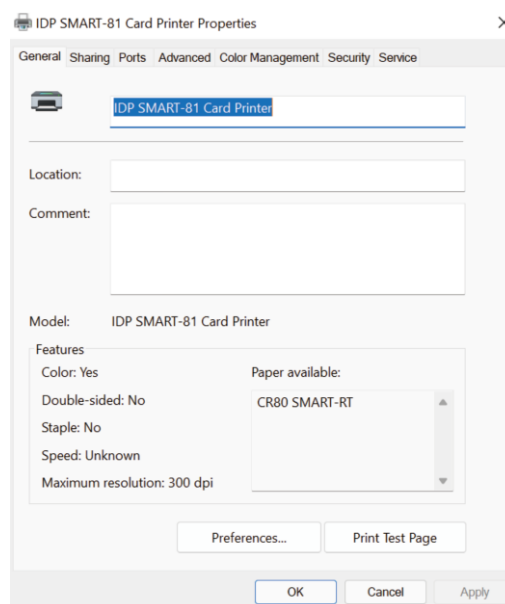 IDP SMART-81 Card Printer Properties
General Sharing Ports Advanced Color Management Security Service
IDP SMART-81 Card Printer
Location:
Comment:
Model: IDP SMART-81 Card Printer
Features
Color: Yes
Paper available:
Double-sided: No
CR80 SMART-RT
Staple: No
Speed: Unknown
Maximum resolution: 300 dpi
Preferences...
Print Test Page
OK
Cancel
Apply